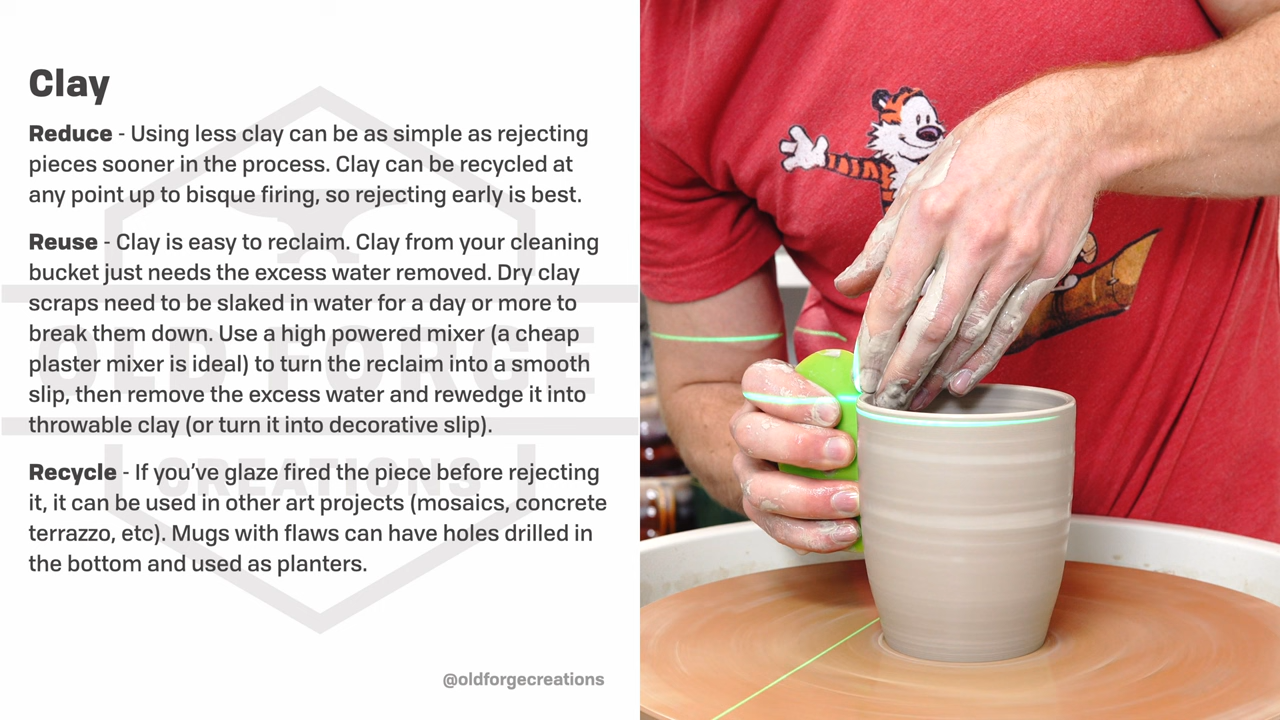 Clay
Reduce - Using less clay can be as simple as rejecting
pieces sooner in the process. Clay can be recycled at
any point up to bisque firing, so rejecting early is best.
Reuse - Clay is easy to reclaim. Clay from your cleaning
bucket just needs the excess water removed. Dry clay
scraps need to be slaked in water for a day or more to
break them down. Use a high powered mixer (a cheap
plaster mixer is ideal) to turn the reclaim into a smooth
slip, then remove the excess water and rewedge it into
throwable clay (or turn it into decorative slip).
Recycle - If you’ve glaze fired the piece before rejecting
it, it can be used in other art projects (mosaics, concrete
terrazzo, etc). Mugs with flaws can have holes drilled in
the bottom and used as planters.
OLD FORGE
CREATIONS
@oldforgecreations